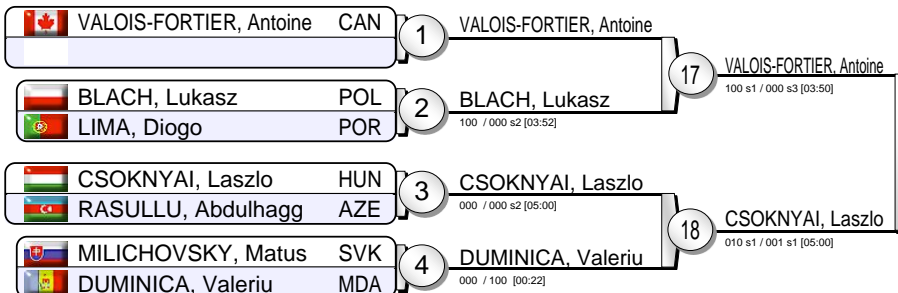 VALOIS-FORTIER, Antoine CAN
1
VALOIS-FORTIER, Antoine
17
VALOIS-FORTIER, Antoine
100 s1 / 000 s3 [03:50]
BLACH, Lukasz POL
LIMA, Diogo POR
2
BLACH, Lukasz
100 / 000 s2 [03:52]
CSOKNYAI, Laszlo HUN
RASULLU, Abdulhagg AZE
3
CSOKNYAI, Laszlo
000 / 000 s2 [05:00]
18
CSOKNYAI, Laszlo
010 s1 / 001 s1 [05:00]
MILICHOVSKY, Matus SVK
DUMINICA, Valeriu MDA
4
DUMINICA, Valeriu
000 / 100 [00:22]